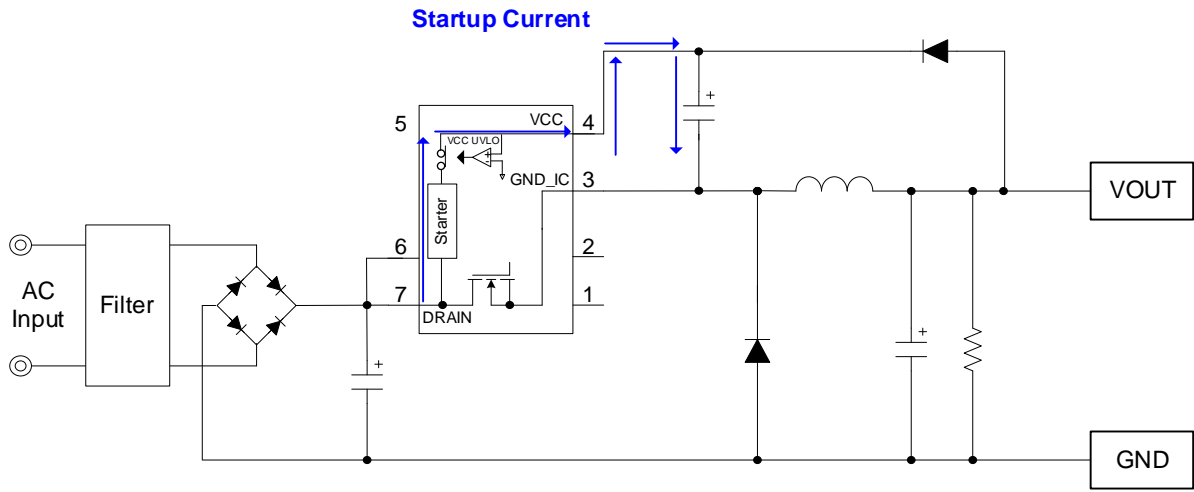 Startup Current
5
VCC
4
VCC UVLO
GND_IC
3
Starter
6
2
7
1
DRAIN
AC
Input
Filter
VOUT
GND
+
+
+